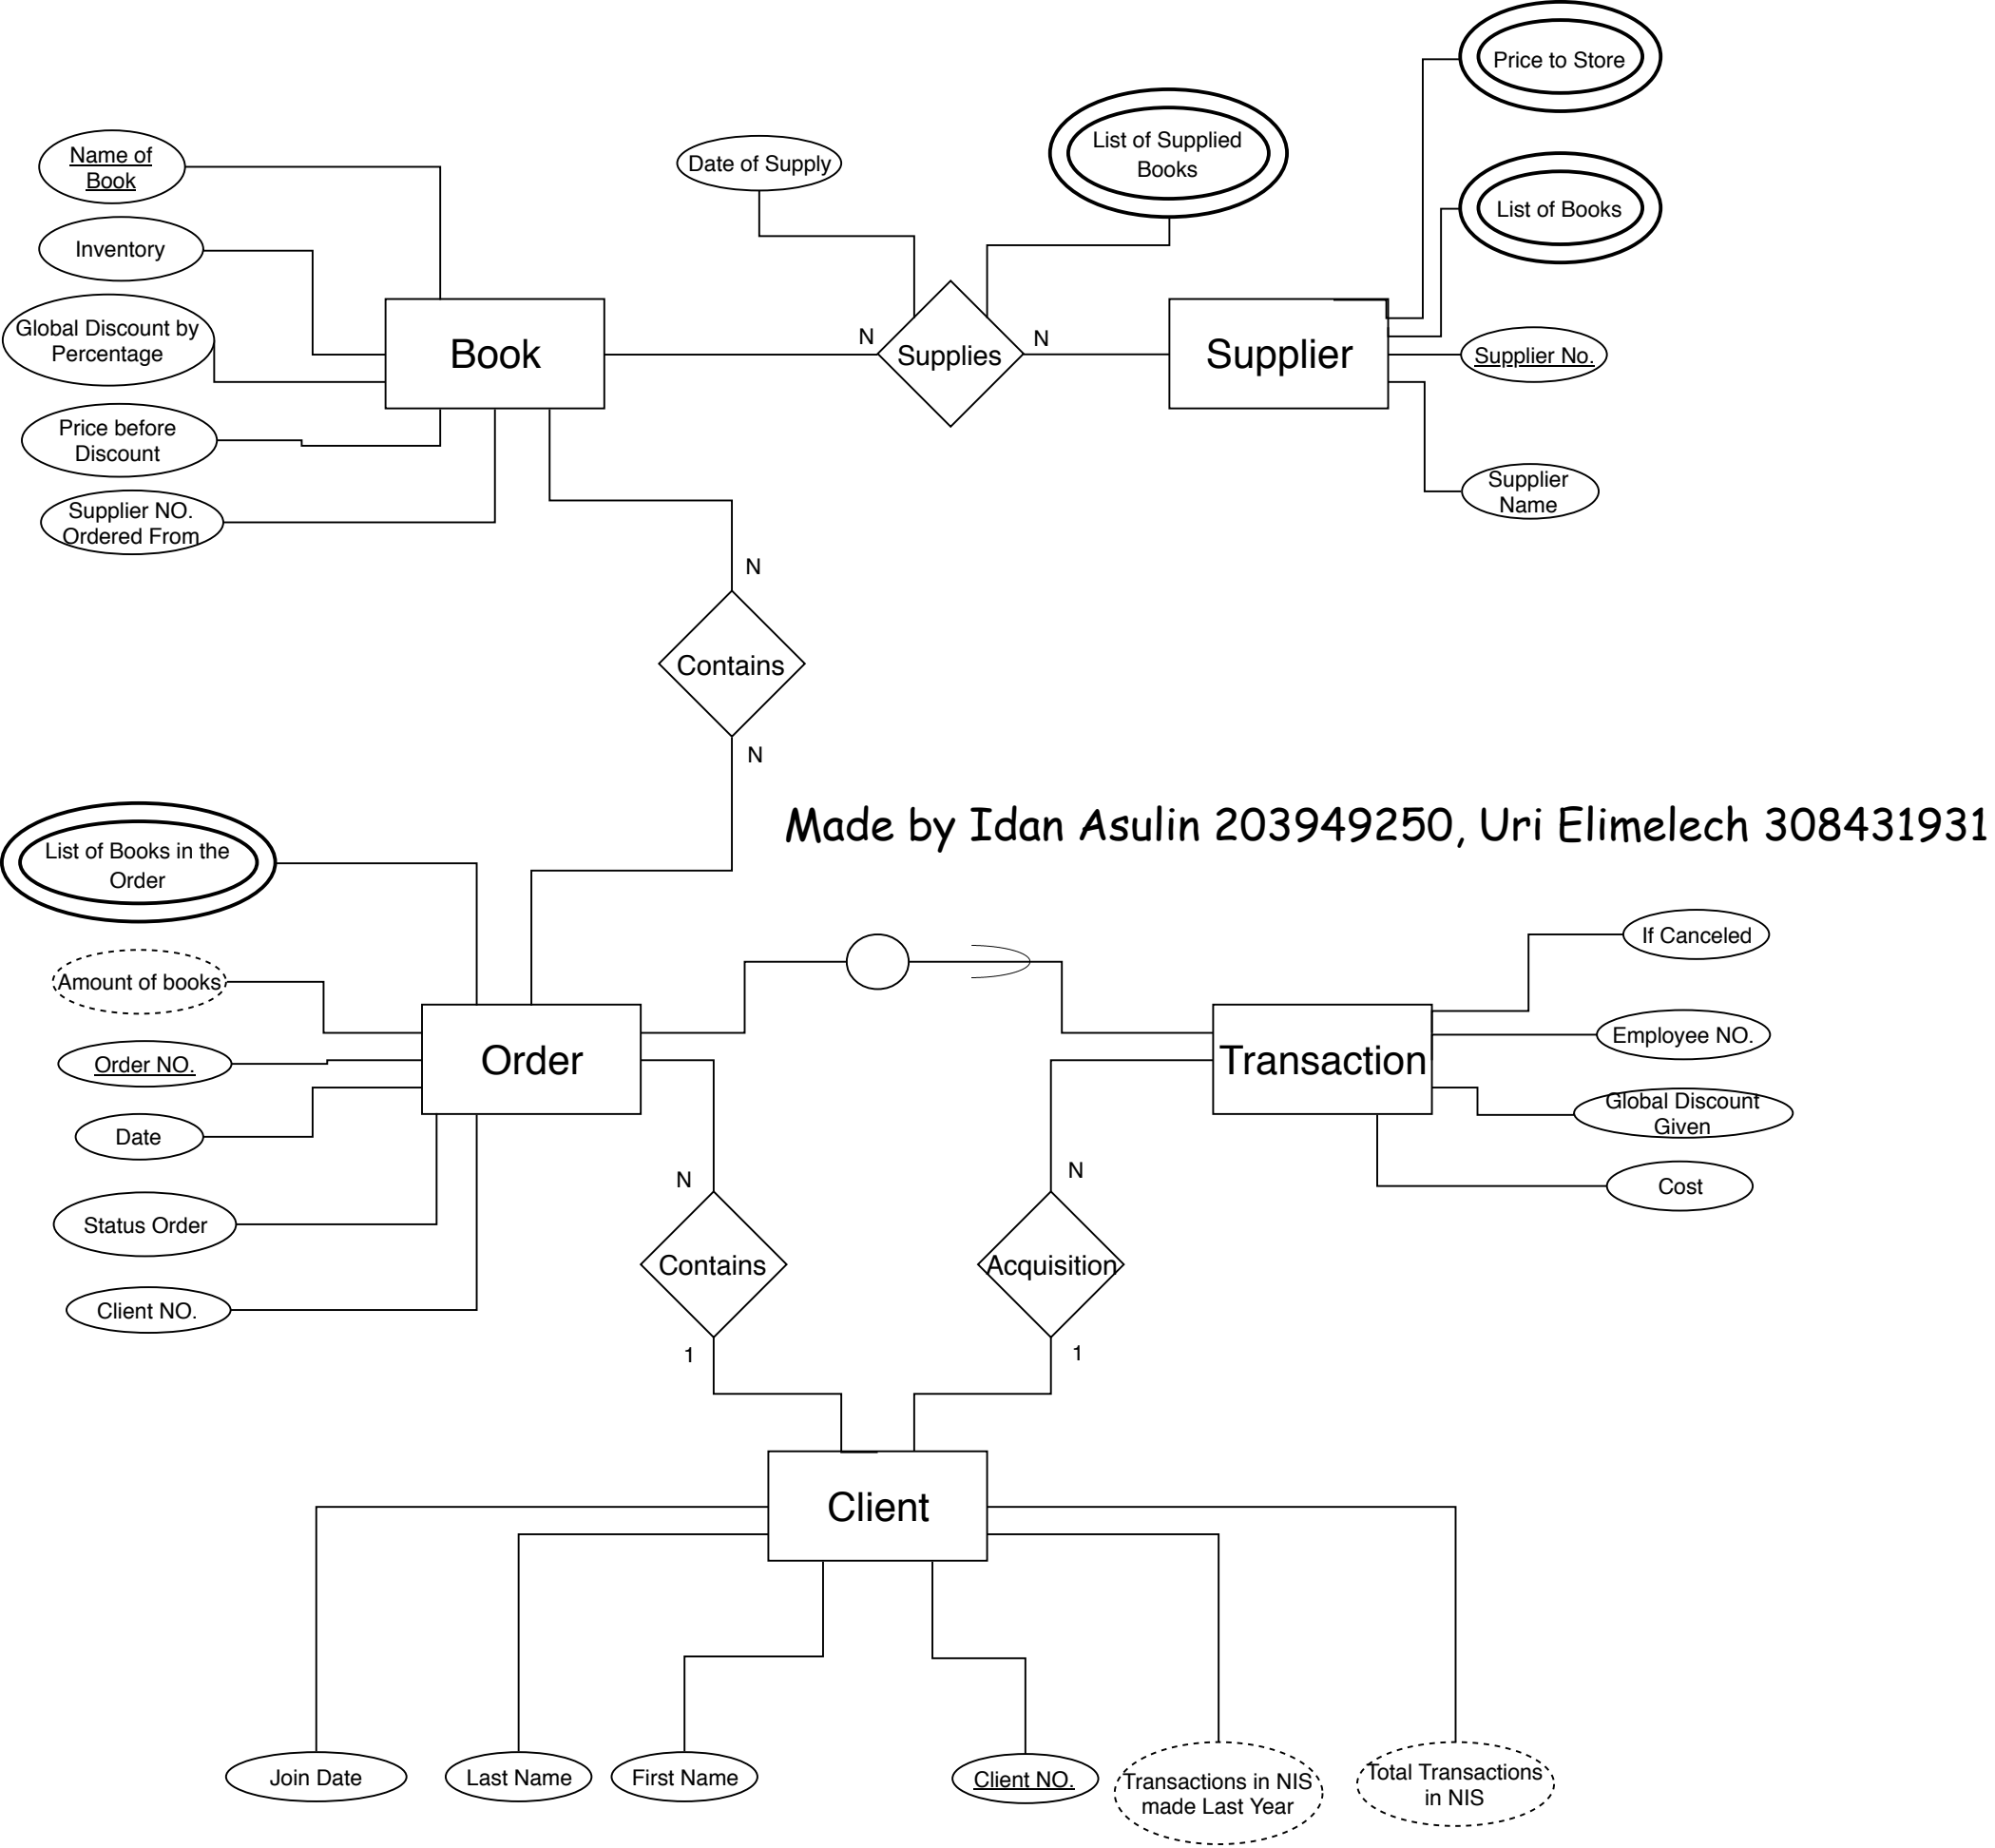 Price to Store
List of Supplied
Books
Date of Supply
Name of
Book
List of Books
Inventory
Global Discount by
Percentage
N
N
Book
Supplies
Supplier
Supplier No.
Price before
Discount
Supplier
Name
Supplier NO.
Ordered From
N
Contains
N
Made by Idan Asulin 203949250, Uri Elimelech 308431931
List of Books in the
Order
If Canceled
Amount of books
Employee NO.
Order NO.
Order
Transaction
Global Discount
Given
Date
N
N
Cost
Status Order
Contains
Acquisition
Client NO.
1
1
Client
Join Date
Last Name
First Name
Client NO.
Transactions in NIS
made Last Year
Total Transactions
in NIS